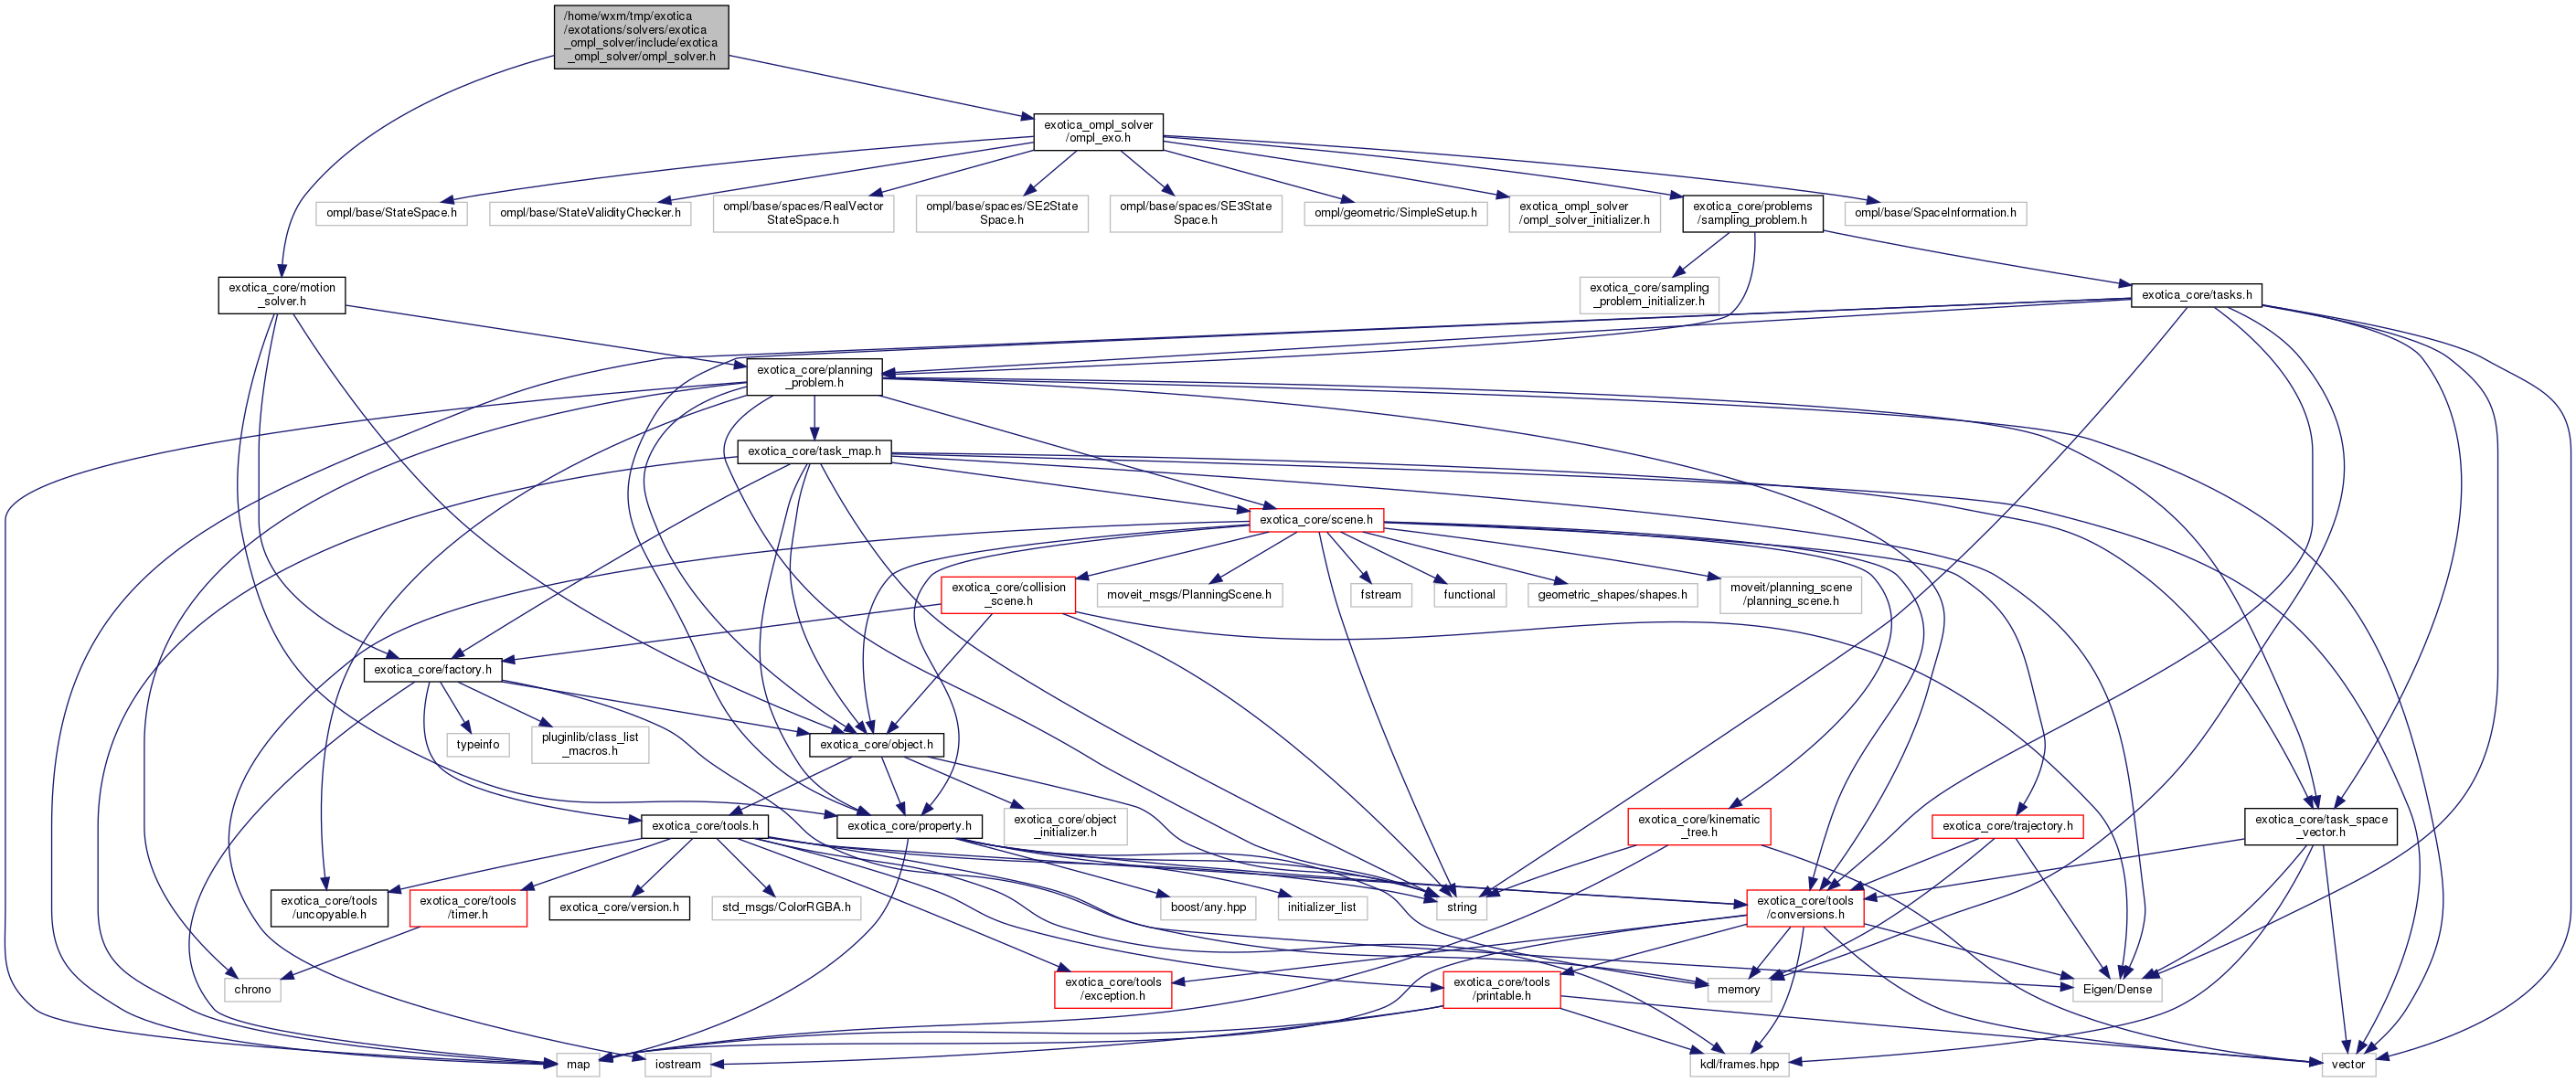 /home/wxm/tmp/exotica
/exotations/solvers/exotica
_ompl_solver/include/exotica
_ompl_solver/ompl_solver.h
exotica_ompl_solver
/ompl_exo.h
ompl/base/StateSpace.h
ompl/base/StateValidityChecker.h
ompl/base/spaces/RealVector
StateSpace.h
ompl/base/spaces/SE2State
Space.h
ompl/base/spaces/SE3State
Space.h
ompl/geometric/SimpleSetup.h
exotica_ompl_solver
/ompl_solver_initializer.h
exotica_core/problems
/sampling_problem.h
ompl/base/SpaceInformation.h
exotica_core/motion
_solver.h
exotica_core/sampling
_problem_initializer.h
exotica_core/tasks.h
exotica_core/planning
_problem.h
exotica_core/task_map.h
exotica_core/scene.h
exotica_core/collision
_scene.h
moveit_msgs/PlanningScene.h
fstream
functional
geometric_shapes/shapes.h
moveit/planning_scene
/planning_scene.h
exotica_core/factory.h
typeinfo
pluginlib/class_list
_macros.h
exotica_core/object.h
exotica_core/tools.h
exotica_core/property.h
exotica_core/object
_initializer.h
exotica_core/kinematic
_tree.h
exotica_core/trajectory.h
exotica_core/task_space
_vector.h
exotica_core/tools
/uncopyable.h
exotica_core/tools
/timer.h
exotica_core/version.h
std_msgs/ColorRGBA.h
boost/any.hpp
initializer_list
string
exotica_core/tools
/conversions.h
chrono
exotica_core/tools
/exception.h
exotica_core/tools
/printable.h
memory
Eigen/Dense
map
iostream
kdl/frames.hpp
vector